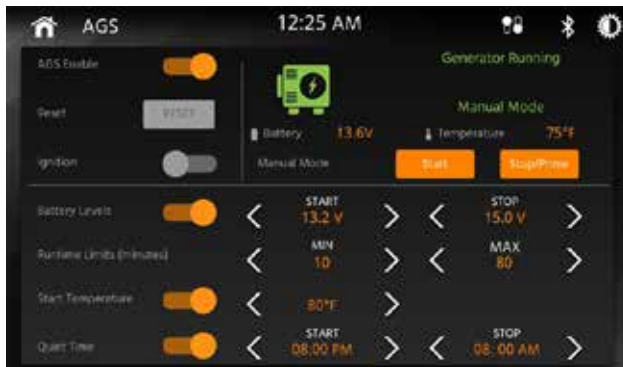 AGS
12:25 AM
AGS Enable
Generator Running
Reset
RESET
Manual Mode
Battery 13.6V
Temperature 75°F
Ignition
Manual Mode
Start
Stop/Prime
Battery Levels
START
13.2 V
STOP
15.0 V
Runtime Limits (minutes)
MIN
10
MAX
80
Start Temperature
80°F
Quiet Time
START
08:00 PM
STOP
08: 00 AM